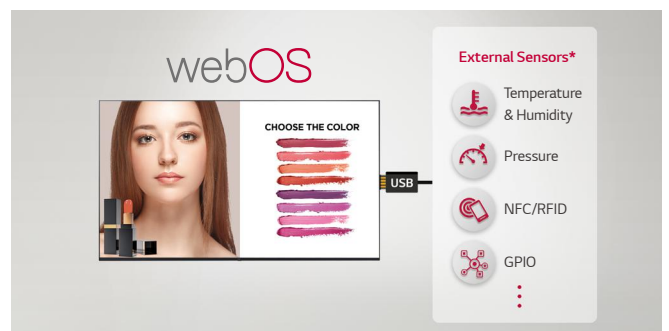 webOS
External Sensors*
Temperature
& Humidity
CHOOSE THE COLOR
Pressure
USB
NFC/RFID
GPIO